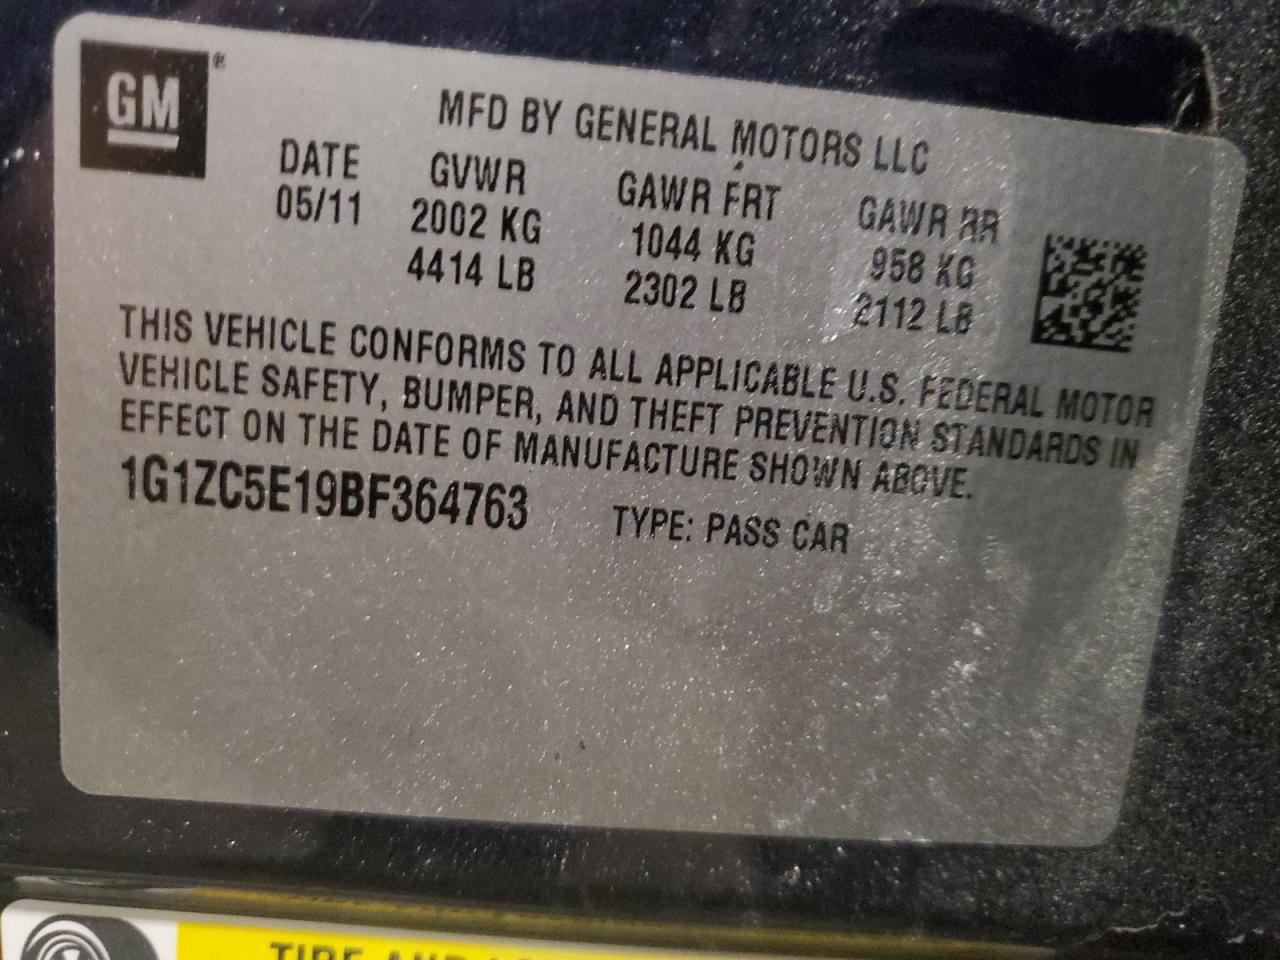 GM®
MFD BY GENERAL MOTORS LLC
DATE GVWR GAWR FRT GAWR RR
05/11 2002 KG 1044 KG 958 KG
4414 LB 2302 LB 2112 LB
THIS VEHICLE CONFORMS TO ALL APPLICABLE U.S. FEDERAL MOTOR
VEHICLE SAFETY, BUMPER, AND THEFT PREVENTION STANDARDS IN
EFFECT ON THE DATE OF MANUFACTURE SHOWN ABOVE.
1G1ZC5E19BF364763 TYPE: PASS CAR
TIRE AND